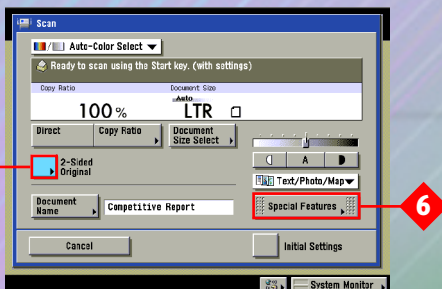 Scan
Auto-Color Select
Ready to scan using the Start key. (with settings)
Copy Ratio Document Size
100 % Auto LTR
Direct Copy Ratio Document Size Select
2-Sided Original
A
Text/Photo/Map
Document Name Competitive Report
Special Features
6
Cancel Initial Settings
System Monitor